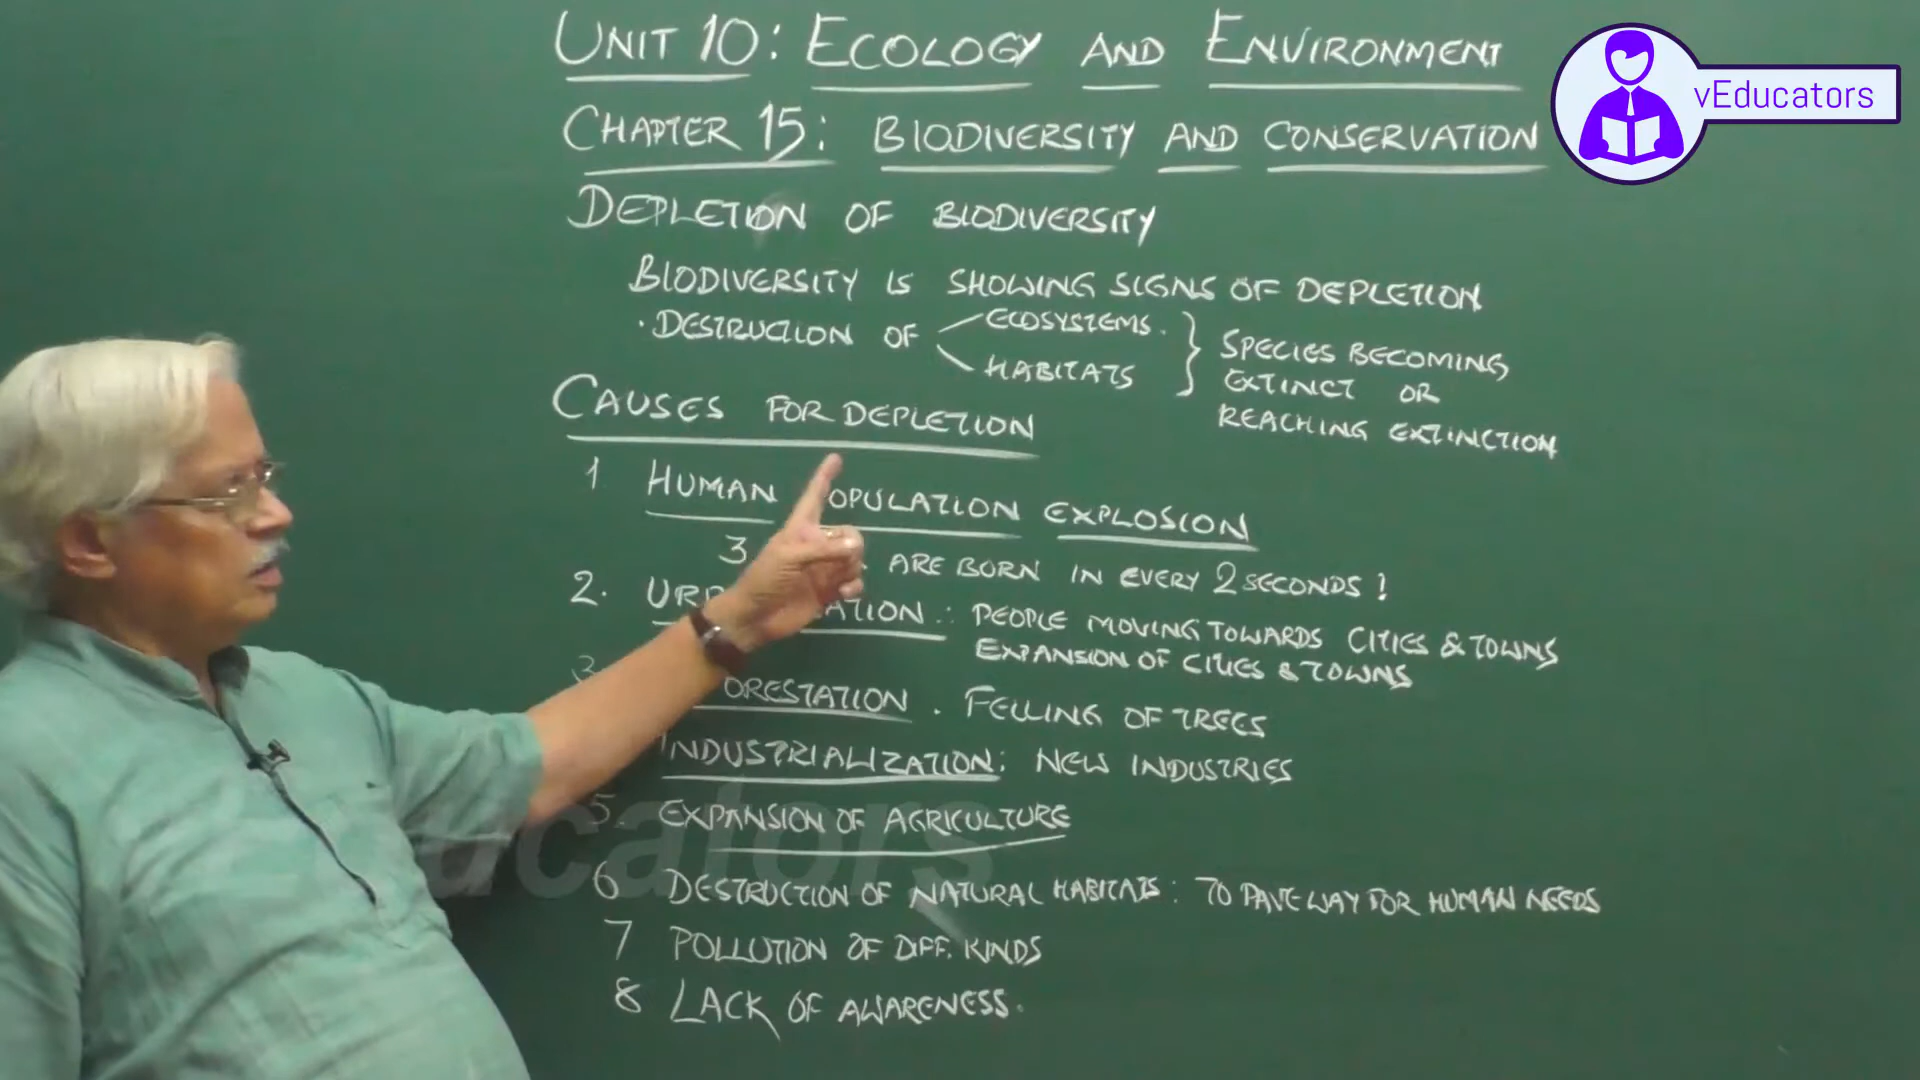 UNIT 10: ECOLOGY AND ENVIRONMENT
vEducators
CHAPTER 15: BIODIVERSITY AND CONSERVATION
DEPLETION OF BIODIVERSITY
BIODIVERSITY IS SHOWING SIGNS OF DEPLETION
· DESTRUCTION OF ECOSYSTEMS.
HABITATS
SPECIES BECOMING
EXTINCT OR
REACHING EXTINCTION
CAUSES FOR DEPLETION
1. HUMAN OPULATION EXPLOSION
3 ARE BORN IN EVERY 2 SECONDS!
2. ATION: PEOPLE MOVING TOWARDS CITIES & TOWNS
EXPANSION OF CITIES & TOWNS
3 ORESTATION. FELLING OF TREES
INDUSTRIALIZATION: NEW INDUSTRIES
5. EXPANSION OF AGRICULTURE
6 DESTRUCTION OF NATURAL HABITATS: TO PAVE WAY FOR HUMAN NEEDS
7 POLLUTION OF DIFF. KINDS
8 LACK OF AWARENESS.